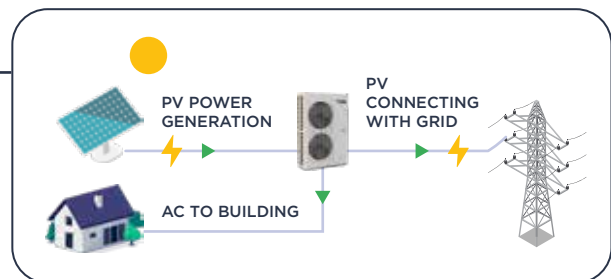 PV POWER
GENERATION
PV
CONNECTING
WITH GRID
AC TO BUILDING